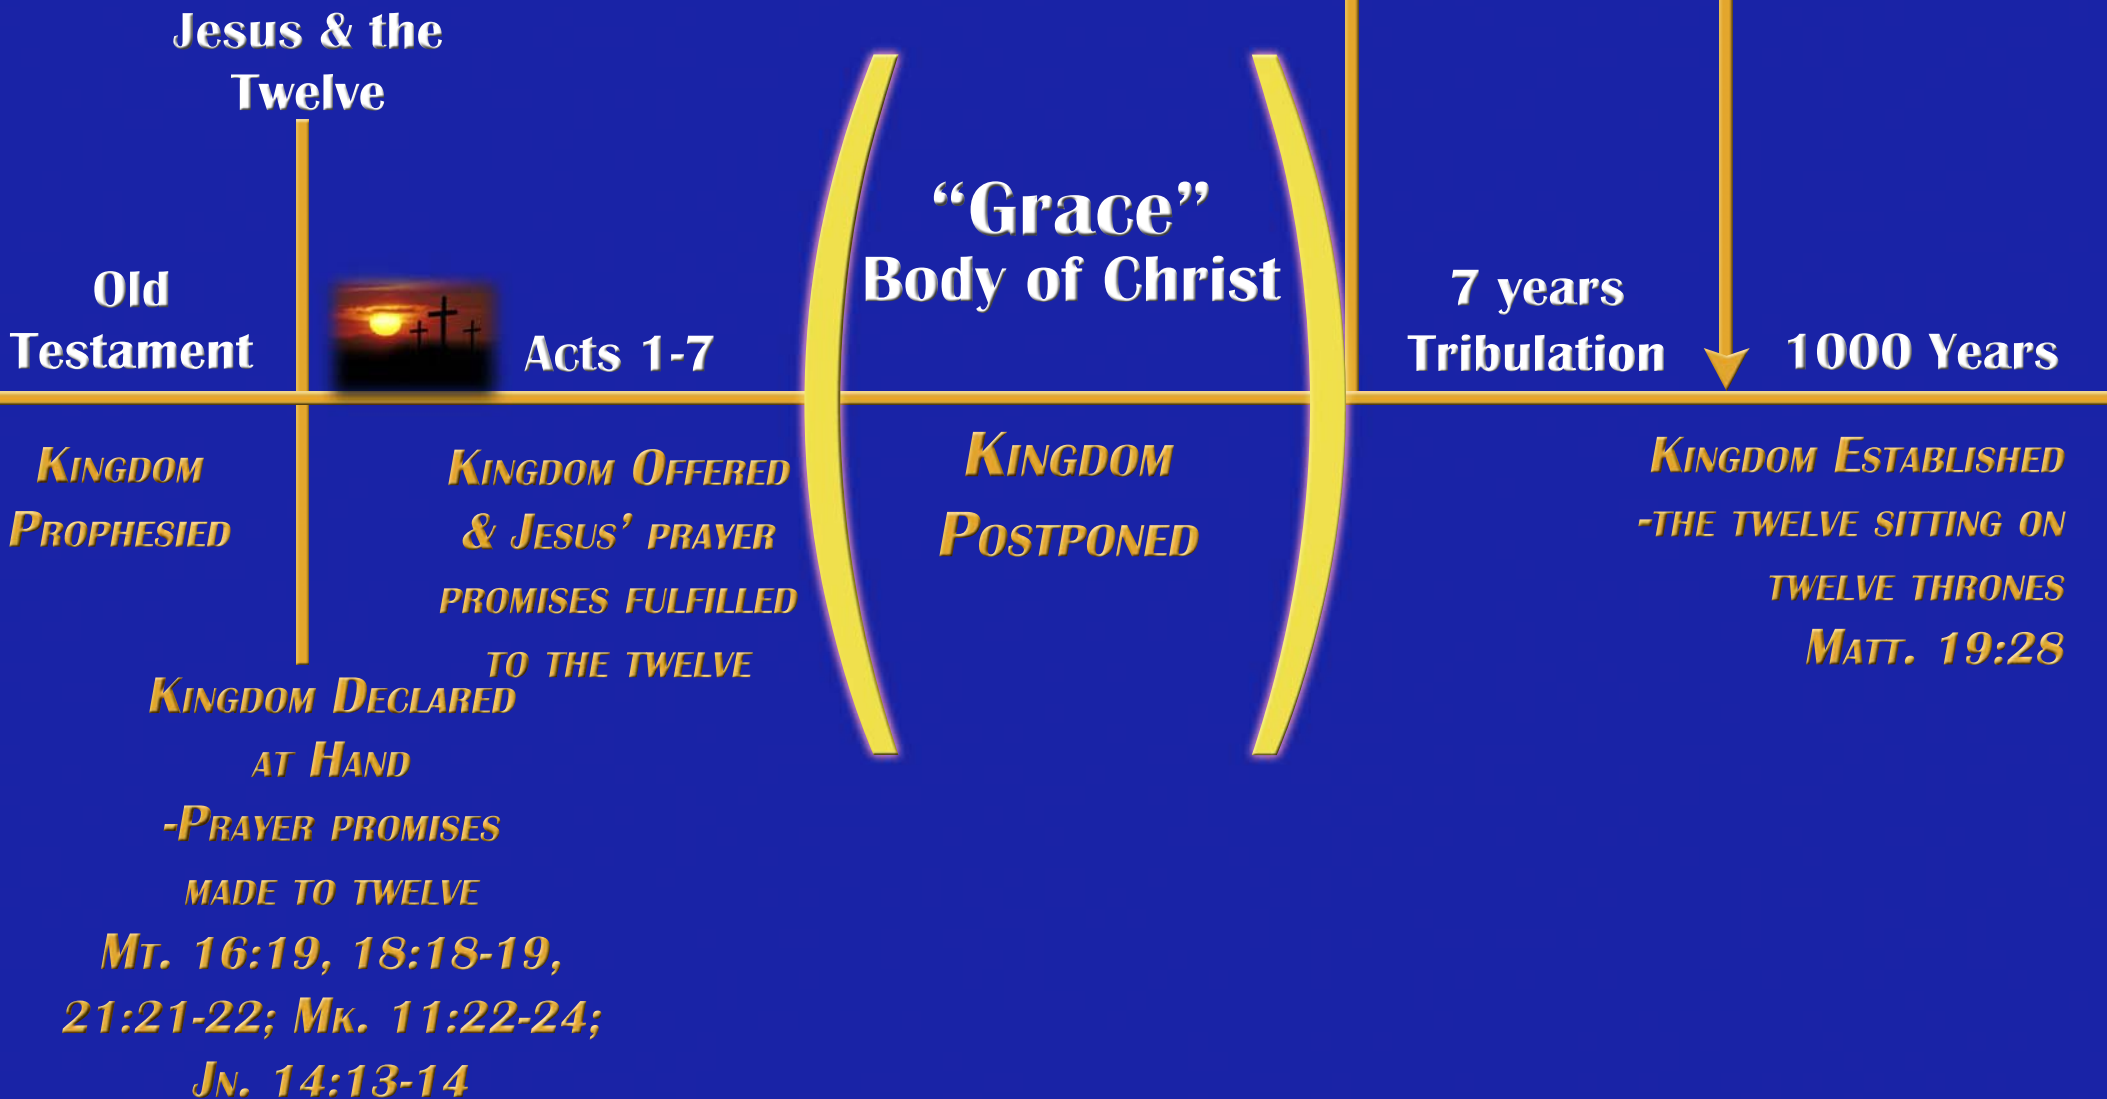 Jesus & the
Twelve
Old
Testament
Acts 1-7
“Grace”
Body of Christ
7 years
Tribulation
1000 Years
Kingdom
Prophesied
Kingdom Declared
at Hand
-Prayer promises
made to twelve
Mt. 16:19, 18:18-19,
21:21-22; Mk. 11:22-24;
Jn. 14:13-14
Kingdom Offered
& Jesus’ prayer
promises fulfilled
to the twelve
Kingdom
Postponed
Kingdom Established
-the twelve sitting on
twelve thrones
Matt. 19:28